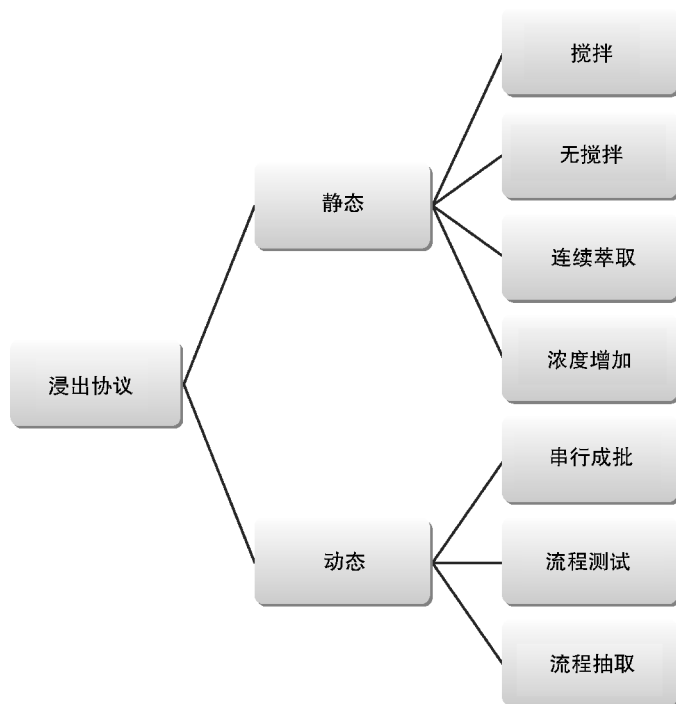 浸出协议
静态
搅拌
无搅拌
连续萃取
浓度增加
动态
串行成批
流程测试
流程抽取